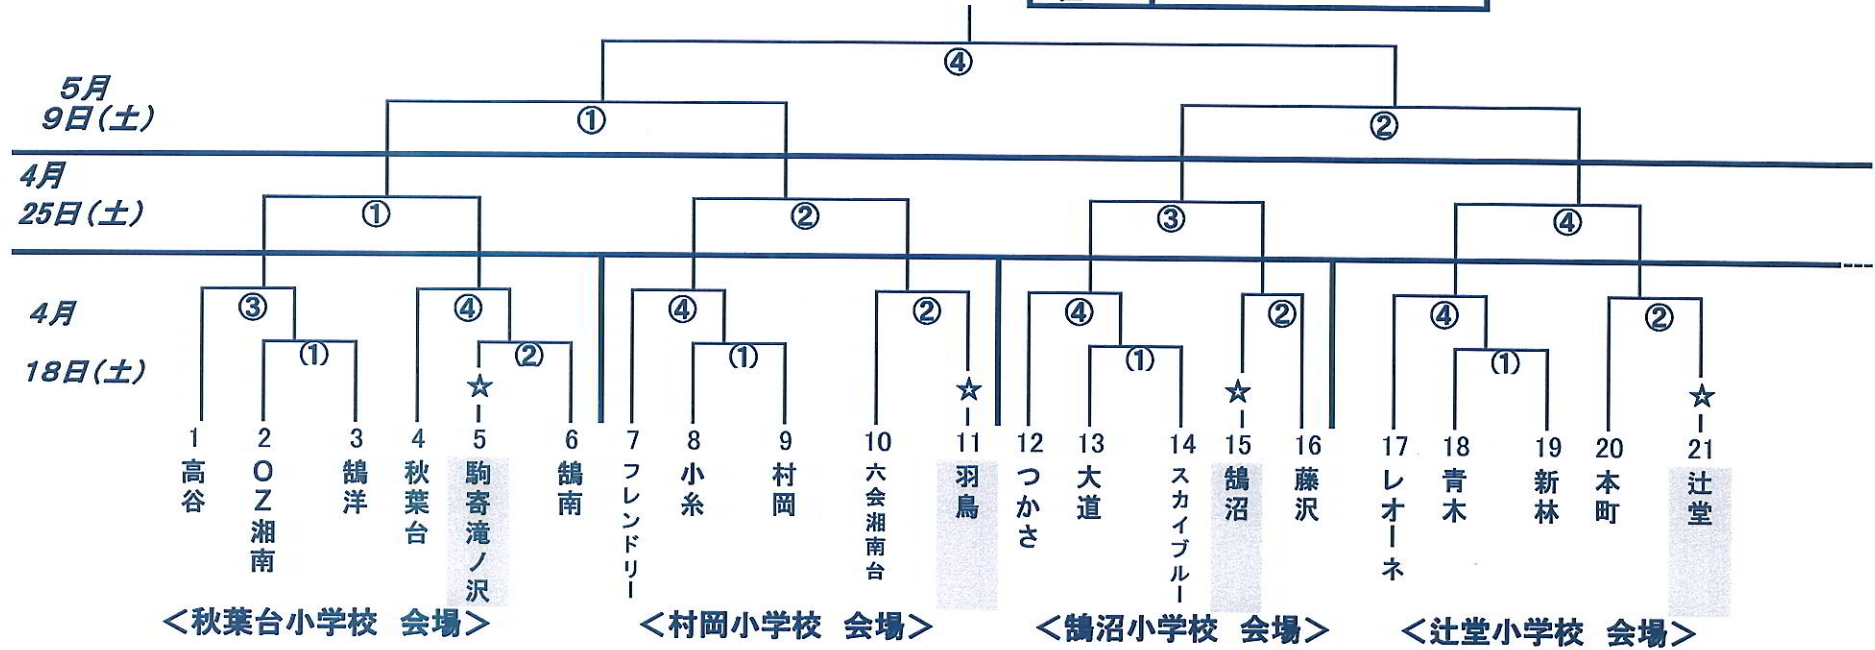 ④
5月
9日(土)
①
②
4月
25日(土)
①
②
③
④
4月
18日(土)
③
④
④
②
④
②
④
②
(1)
(2)
(1)
(1)
(1)
☆
☆
☆
☆
1 高谷
2 OZ湘南
3 鵠洋
4 秋葉台
5 駒寄滝ノ沢
6 鵠南
7 フレンドリー
8 小糸
9 村岡
10 六会湘南台
11 羽鳥
12 つかさ
13 大道
14 スカイブルー
15 鵠沼
16 藤沢
17 レオーネ
18 青木
19 新林
20 本町
21 辻堂
<秋葉台小学校 会場>
<村岡小学校 会場>
<鵠沼小学校 会場>
<辻堂小学校 会場>